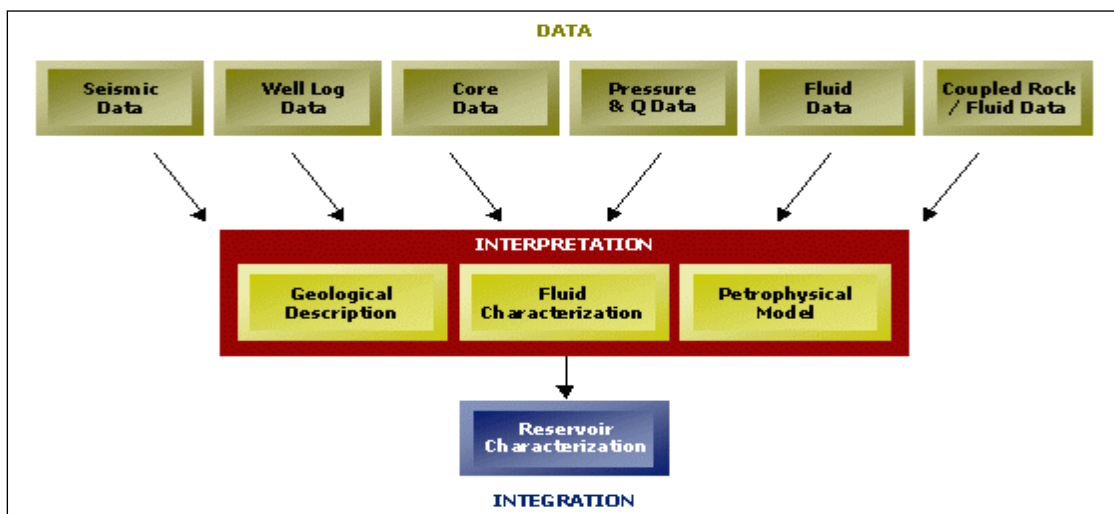 DATA
Seismic
Data
Well Log
Data
Core
Data
Pressure
& Q Data
Fluid
Data
Coupled Rock
/ Fluid Data
INTERPRETATION
Geological
Description
Fluid
Characterization
Petrophysical
Model
Reservoir
Characterization
INTEGRATION